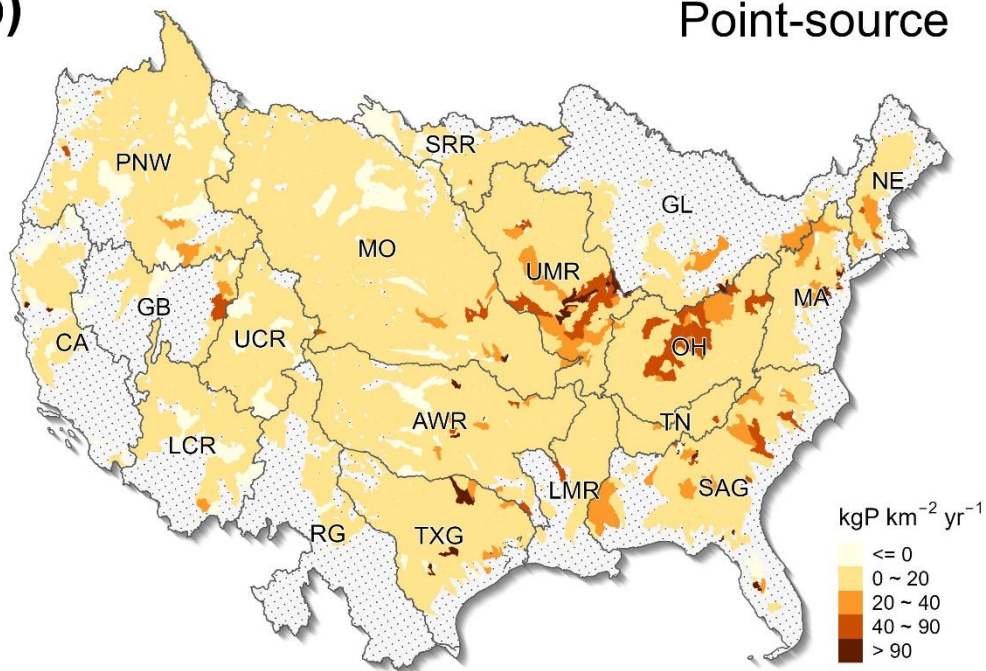 )
Point-source
PNW
SRR
NE
GL
MO
UMR
MA
GB
CA
UCR
OH
AWR
TN
LCR
LMR
SAG
RG
TXG
kgP km⁻² yr⁻¹
<= 0
0 ~ 20
20 ~ 40
40 ~ 90
> 90